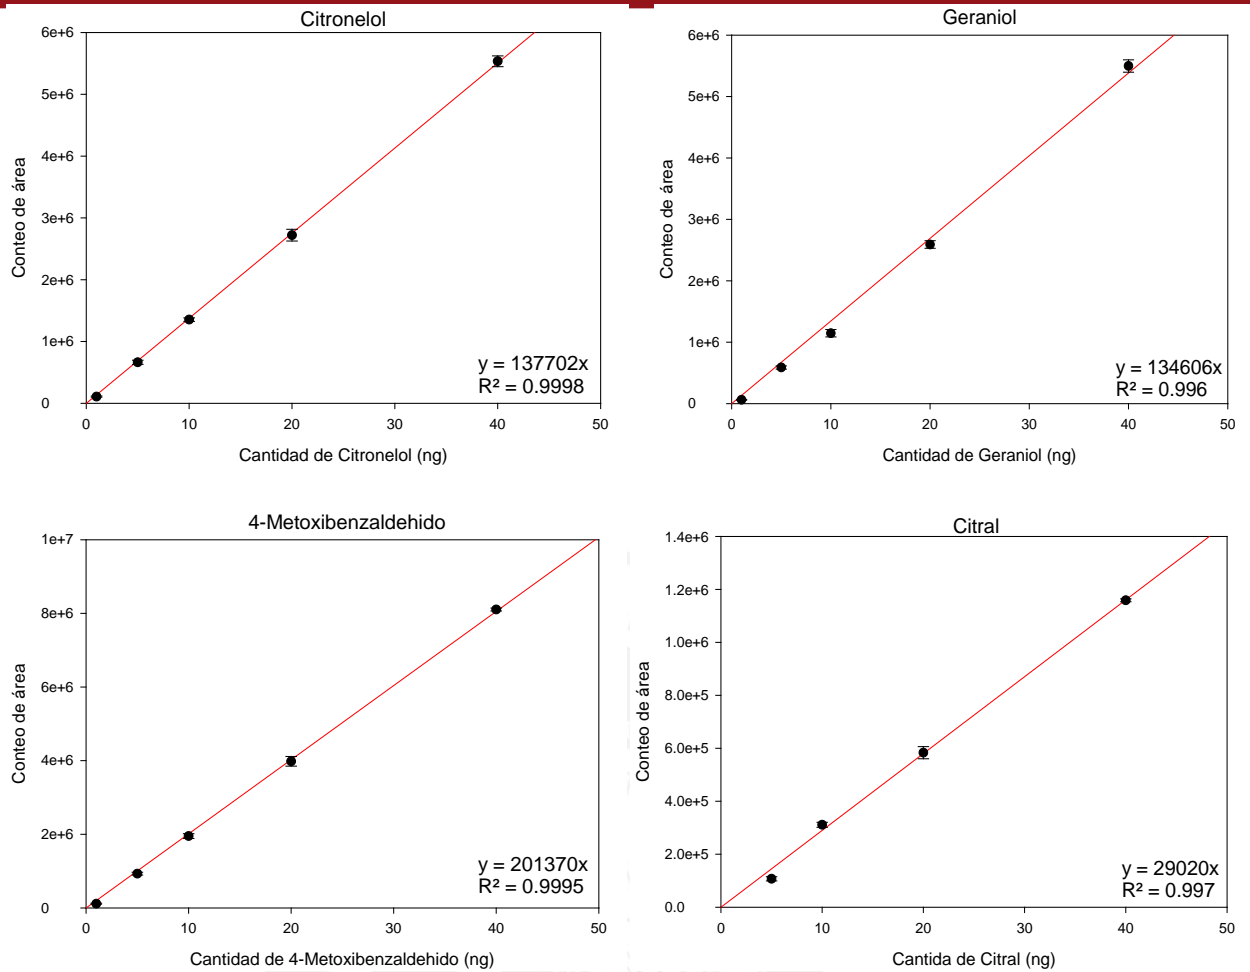 Citronelol
6e+6
5e+6
4e+6
3e+6
2e+6
1e+6
0
0 10 20 30 40 50
Conteo de área
Cantidad de Citronelol (ng)
y = 137702x
R² = 0.9998
Geraniol
6e+6
5e+6
4e+6
3e+6
2e+6
1e+6
0
0 10 20 30 40 50
Conteo de área
Cantidad de Geraniol (ng)
y = 134606x
R² = 0.996
4-Metoxibenzaldehido
1e+7
8e+6
6e+6
4e+6
2e+6
0
0 10 20 30 40 50
Conteo de área
Cantidad de 4-Metoxibenzaldehido (ng)
y = 201370x
R² = 0.9995
Citral
1.4e+6
1.2e+6
1.0e+6
8.0e+5
6.0e+5
4.0e+5
2.0e+5
0.0
0 10 20 30 40 50
Conteo de área
Cantida de Citral (ng)
y = 29020x
R² = 0.997